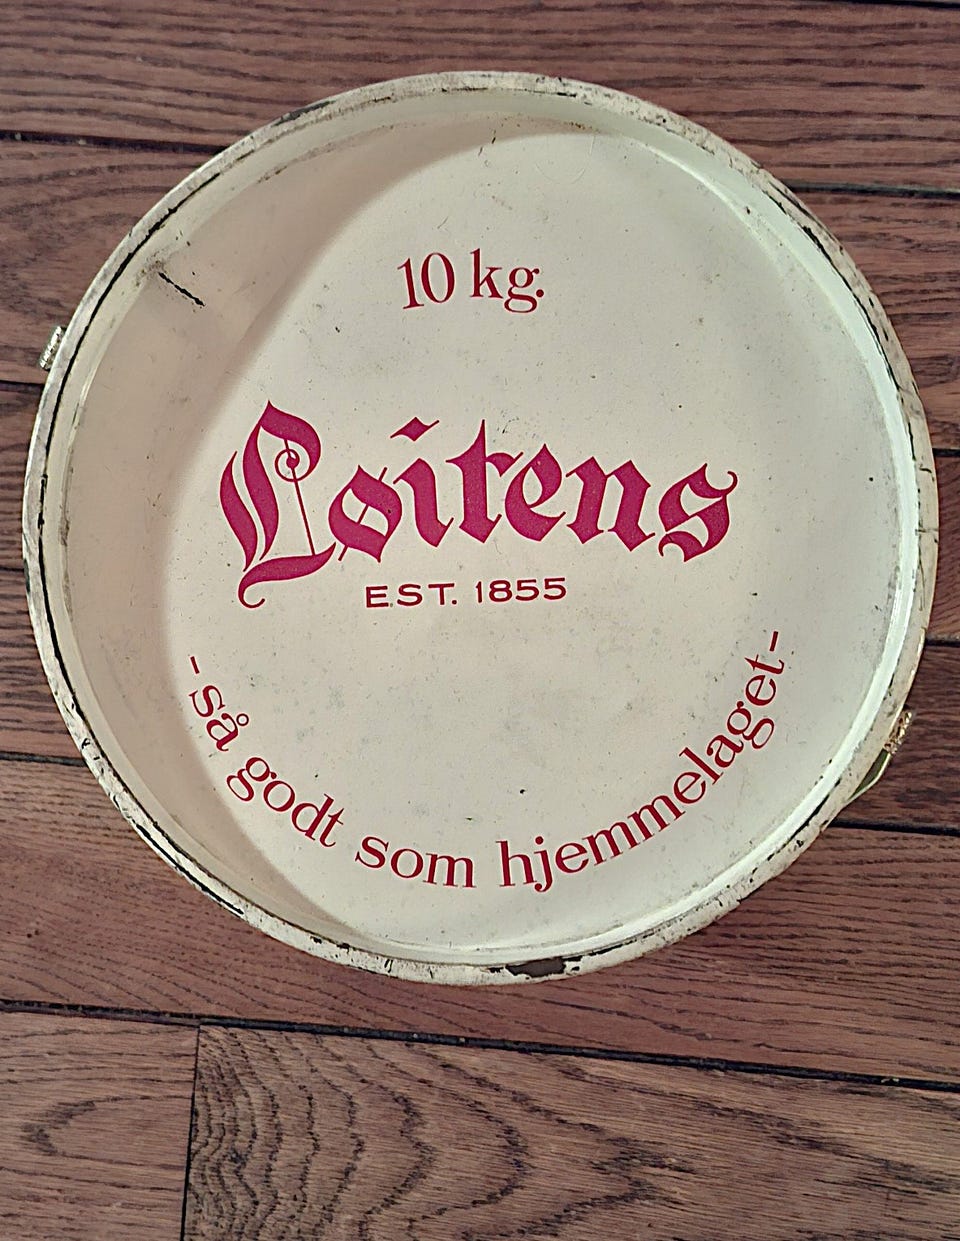 10 kg.
Løitens
EST. 1855
-så godt som hjemmelaget-